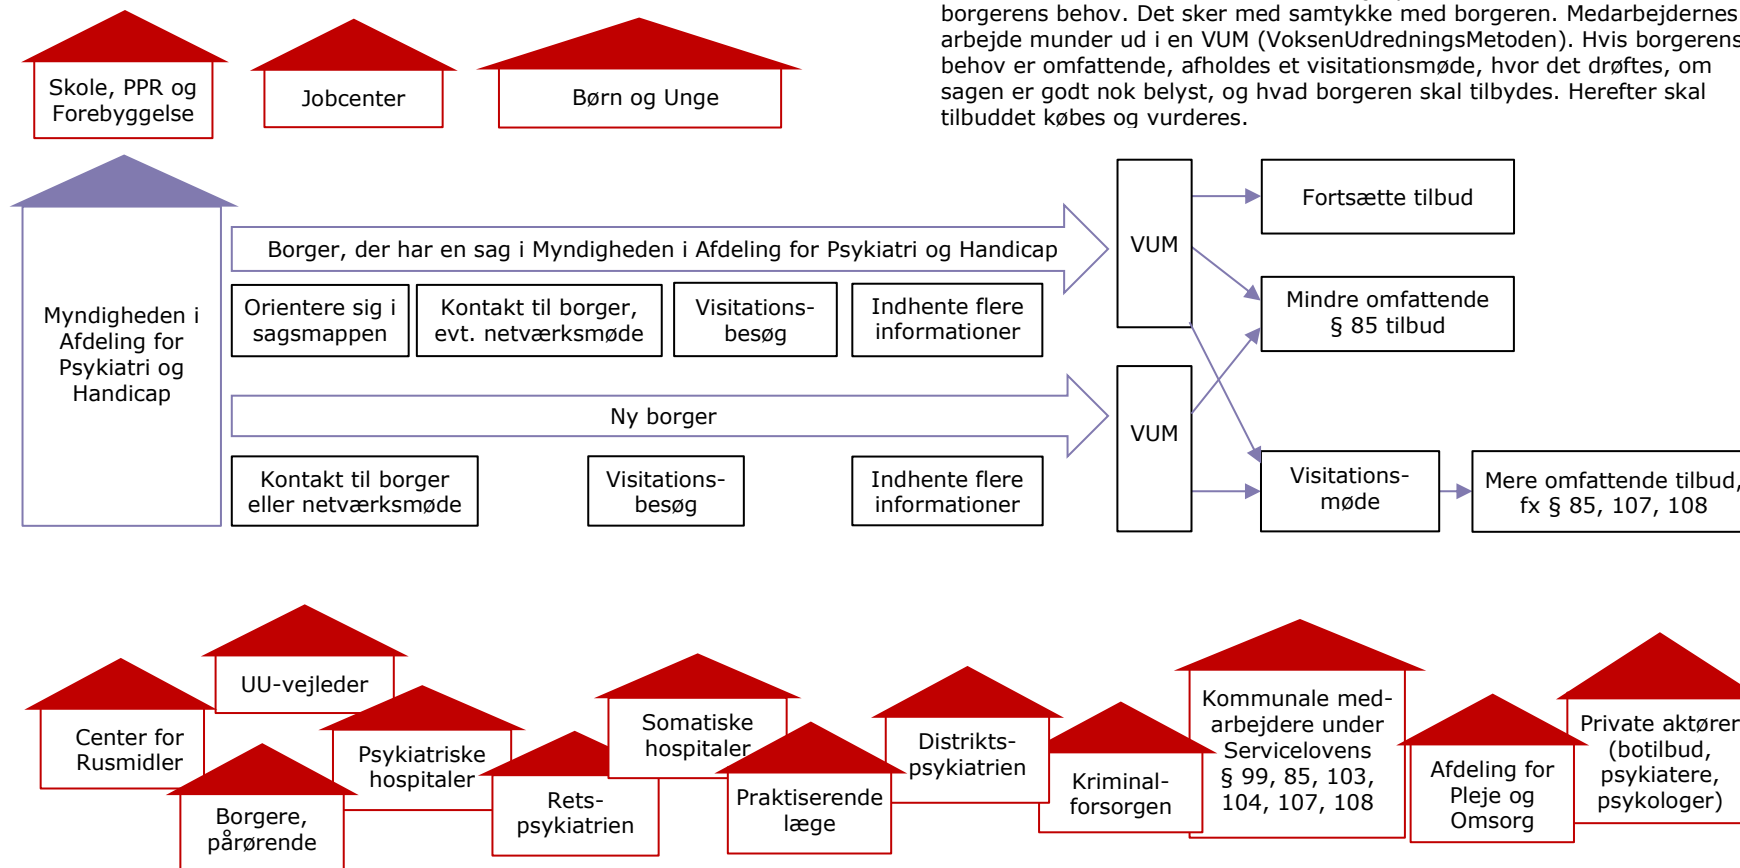 borgerens behov. Det sker med samtykke med borgeren. Medarbejdernes
arbejde munder ud i en VUM (VoksenUdredningsMetoden). Hvis borgerens
behov er omfattende, afholdes et visitationsmøde, hvor det drøftes, om
sagen er godt nok belyst, og hvad borgeren skal tilbydes. Herefter skal
tilbuddet købes og vurderes.
Skole, PPR og
Forebyggelse
Jobcenter
Børn og Unge
Myndigheden i
Afdeling for
Psykiatri og
Handicap
Borger, der har en sag i Myndigheden i Afdeling for Psykiatri og Handicap
Orientere sig i
sagsmappen
Kontakt til borger,
evt. netværksmøde
Visitations-
besøg
Indhente flere
informationer
VUM
Fortsætte tilbud
Mindre omfattende
§ 85 tilbud
Ny borger
Kontakt til borger
eller netværksmøde
Visitations-
besøg
Indhente flere
informationer
VUM
Visitations-
møde
Mere omfattende tilbud,
fx § 85, 107, 108
Center for
Rusmidler
UU-vejleder
Borgere,
pårørende
Psykiatriske
hospitaler
Rets-
psykiatrien
Somatiske
hospitaler
Praktiserende
læge
Distrikts-
psykiatrien
Kriminal-
forsorgen
Kommunale med-
arbejdere under
Servicelovens
§ 99, 85, 103,
104, 107, 108
Afdeling for
Pleje og
Omsorg
Private aktører
(botilbud,
psykiatere,
psykologer)